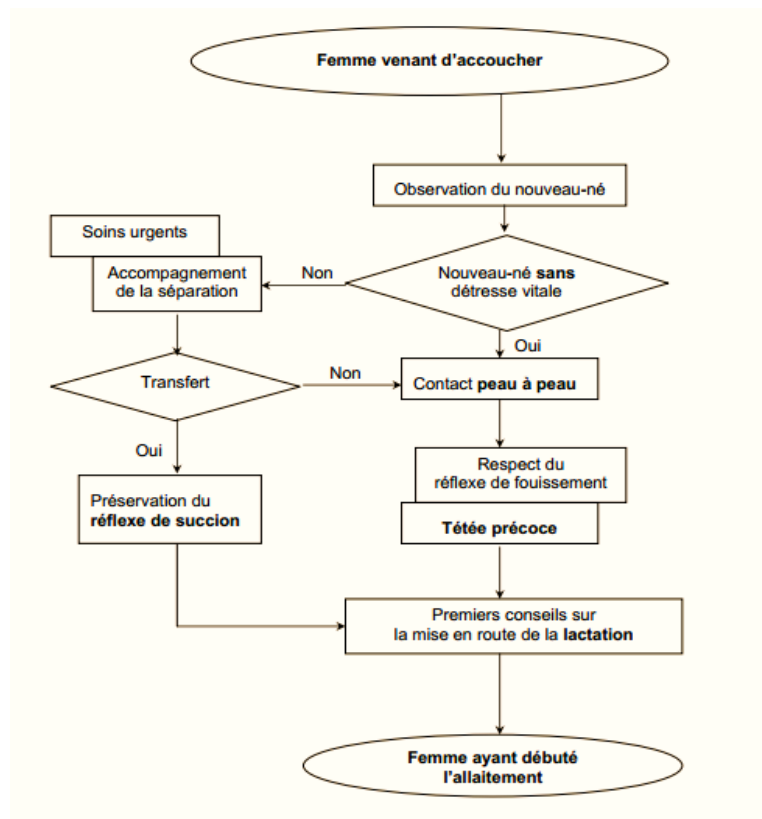 Femme venant d'accoucher
Observation du nouveau-né
Soins urgents
Accompagnement
de la séparation
Non
Nouveau-né sans
détresse vitale
Oui
Transfert
Non
Contact peau à peau
Oui
Respect du
réflexe de fouissement
Préservation du
réflexe de succion
Tétée précoce
Premiers conseils sur
la mise en route de la lactation
Femme ayant débuté
l'allaitement